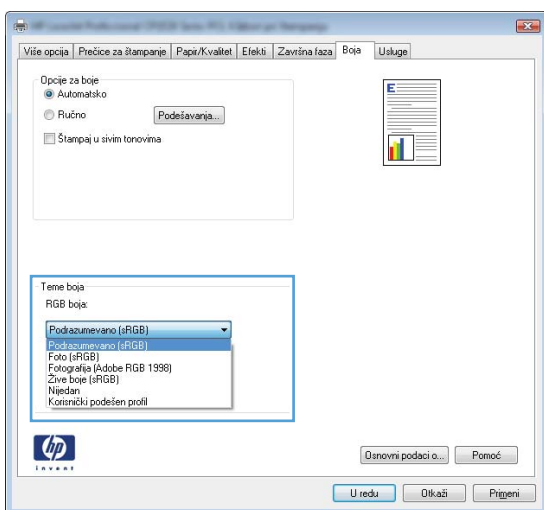 Više opcija Prečice za štampanje Papir/Kvalitet Efekti Završna faza Boja Usluge
Opcije za boje
Automatsko
Ručno Podešavanja...
Štampaj u sivim tonovima
E
Teme boja
RGB boja:
Podrazumevano (sRGB)
Podrazumevano (sRGB)
Foto (sRGB)
Fotografija (Adobe RGB 1998)
Žive boje (sRGB)
Nijedan
Korisnički podešen profil
hp
invent
Osnovni podaci o... Pomoć
U redu Otkaži Primeni